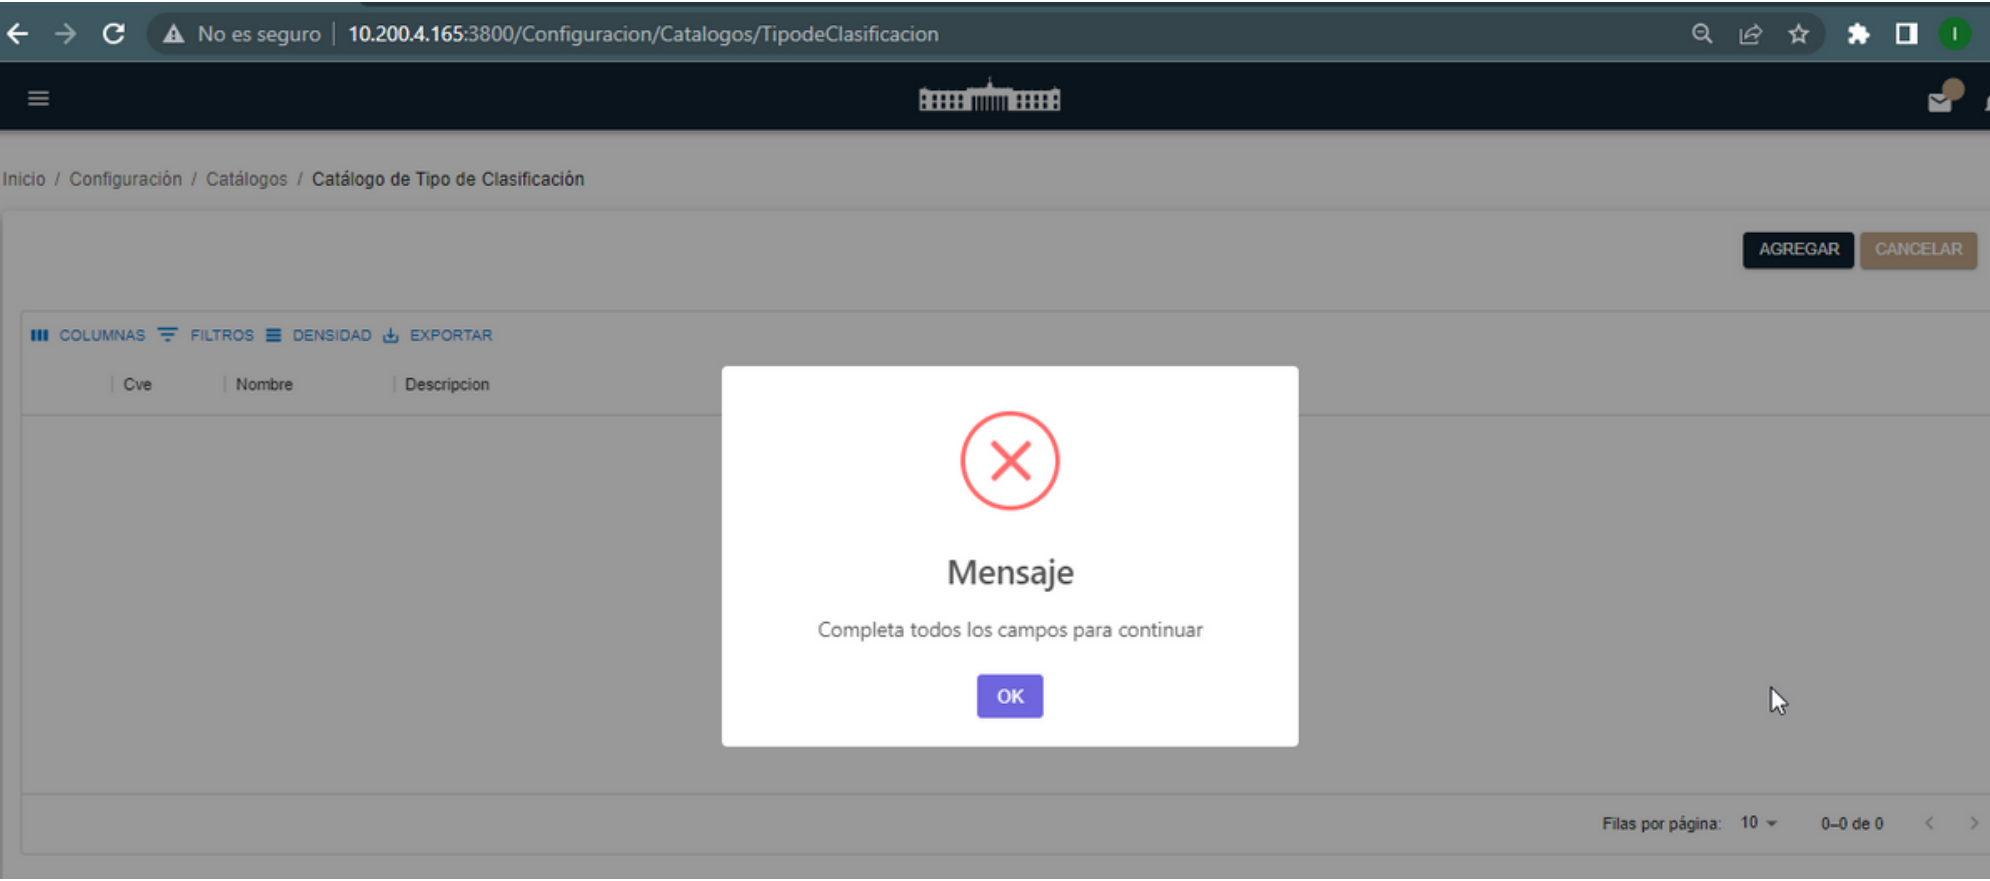 No es seguro | 10.200.4.165:3800/Configuracion/Catalogos/TipodeClasificacion
I
Inicio / Configuración / Catálogos / Catálogo de Tipo de Clasificación
AGREGAR CANCELAR
COLUMNAS FILTROS DENSIDAD EXPORTAR
Cve Nombre Descripcion
Mensaje
Completa todos los campos para continuar
OK
Filas por página: 10 0–0 de 0